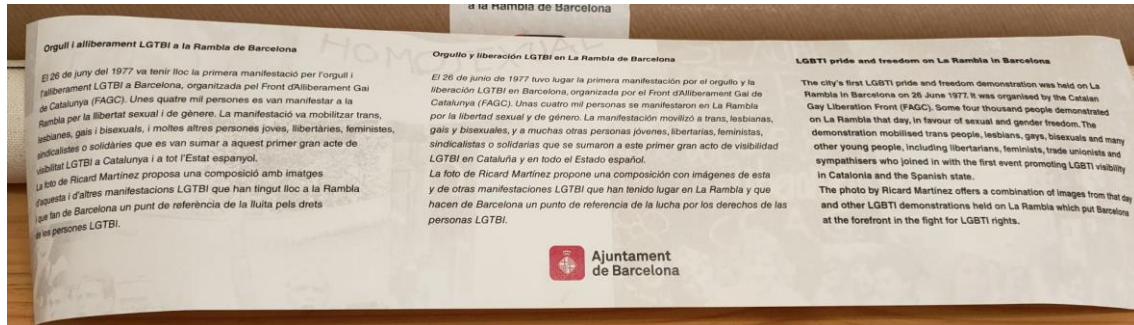 a la Rambla de Barcelona
HOMOSEXUAL
Orgull i alliberament LGTBI a la Rambla de Barcelona
El 26 de juny del 1977 va tenir lloc la primera manifestació per l'orgull i
l'alliberament LGTBI a Barcelona, organitzada pel Front d'Alliberament Gai
de Catalunya (FAGC). Unes quatre mil persones es van manifestar a la
Rambla per la llibertat sexual i de gènere. La manifestació va mobilitzar trans,
lesbianes, gais i bisexuals, i moltes altres persones joves, llibertàries, feministes,
sindicalistes o solidàries que es van sumar a aquest primer gran acte de
visibilitat LGTBI a Catalunya i a tot l'Estat espanyol.
La foto de Ricard Martínez proposa una composició amb imatges
d'aquesta i d'altres manifestacions LGTBI que han tingut lloc a la Rambla
i que fan de Barcelona un punt de referència de la lluita pels drets
de les persones LGTBI.
Orgullo y liberación LGTBI en La Rambla de Barcelona
El 26 de junio de 1977 tuvo lugar la primera manifestación por el orgullo y la
liberación LGTBI en Barcelona, organizada por el Front d'Alliberament Gai de
Catalunya (FAGC). Unas cuatro mil personas se manifestaron en La Rambla
por la libertad sexual y de género. La manifestación movilizó a trans, lesbianas,
gais y bisexuales, y a muchas otras personas jóvenes, libertarias, feministas,
sindicalistas o solidarias que se sumaron a este primer gran acto de visibilidad
LGTBI en Cataluña y en todo el Estado español.
La foto de Ricard Martínez propone una composición con imágenes de esta
y de otras manifestaciones LGTBI que han tenido lugar en La Rambla y que
hacen de Barcelona un punto de referencia de la lucha por los derechos de las
personas LGTBI.
LGBTI pride and freedom on La Rambla in Barcelona
The city's first LGBTI pride and freedom demonstration was held on La
Rambla in Barcelona on 26 June 1977. It was organised by the Catalan
Gay Liberation Front (FAGC). Some four thousand people demonstrated
on La Rambla that day, in favour of sexual and gender freedom. The
demonstration mobilised trans people, lesbians, gays, bisexuals and many
other young people, including libertarians, feminists, trade unionists and
sympathisers who joined in with the first event promoting LGBTI visibility
in Catalonia and the Spanish state.
The photo by Ricard Martínez offers a combination of images from that day
and other LGBTI demonstrations held on La Rambla which put Barcelona
at the forefront in the fight for LGBTI rights.
Ajuntament
de Barcelona